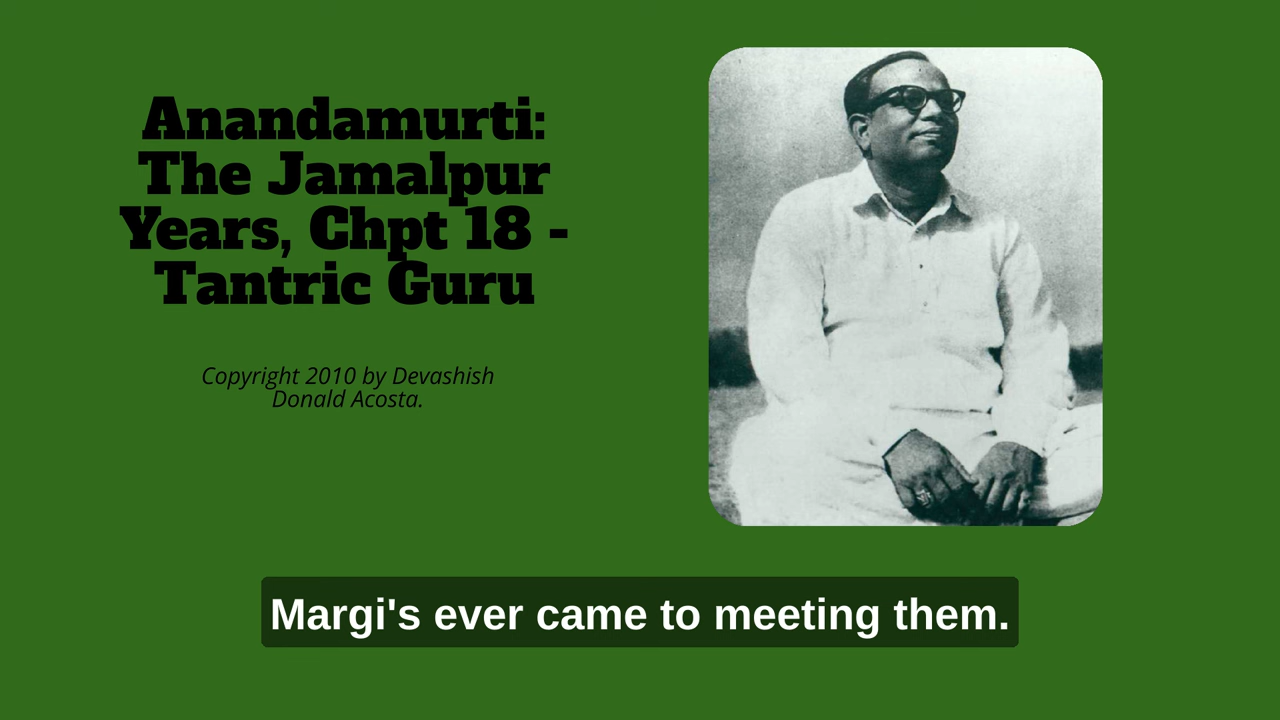 Anandamurti:
The Jamalpur
Years, Chpt 18 -
Tantric Guru
Copyright 2010 by Devashish
Donald Acosta.
Margi's ever came to meeting them.